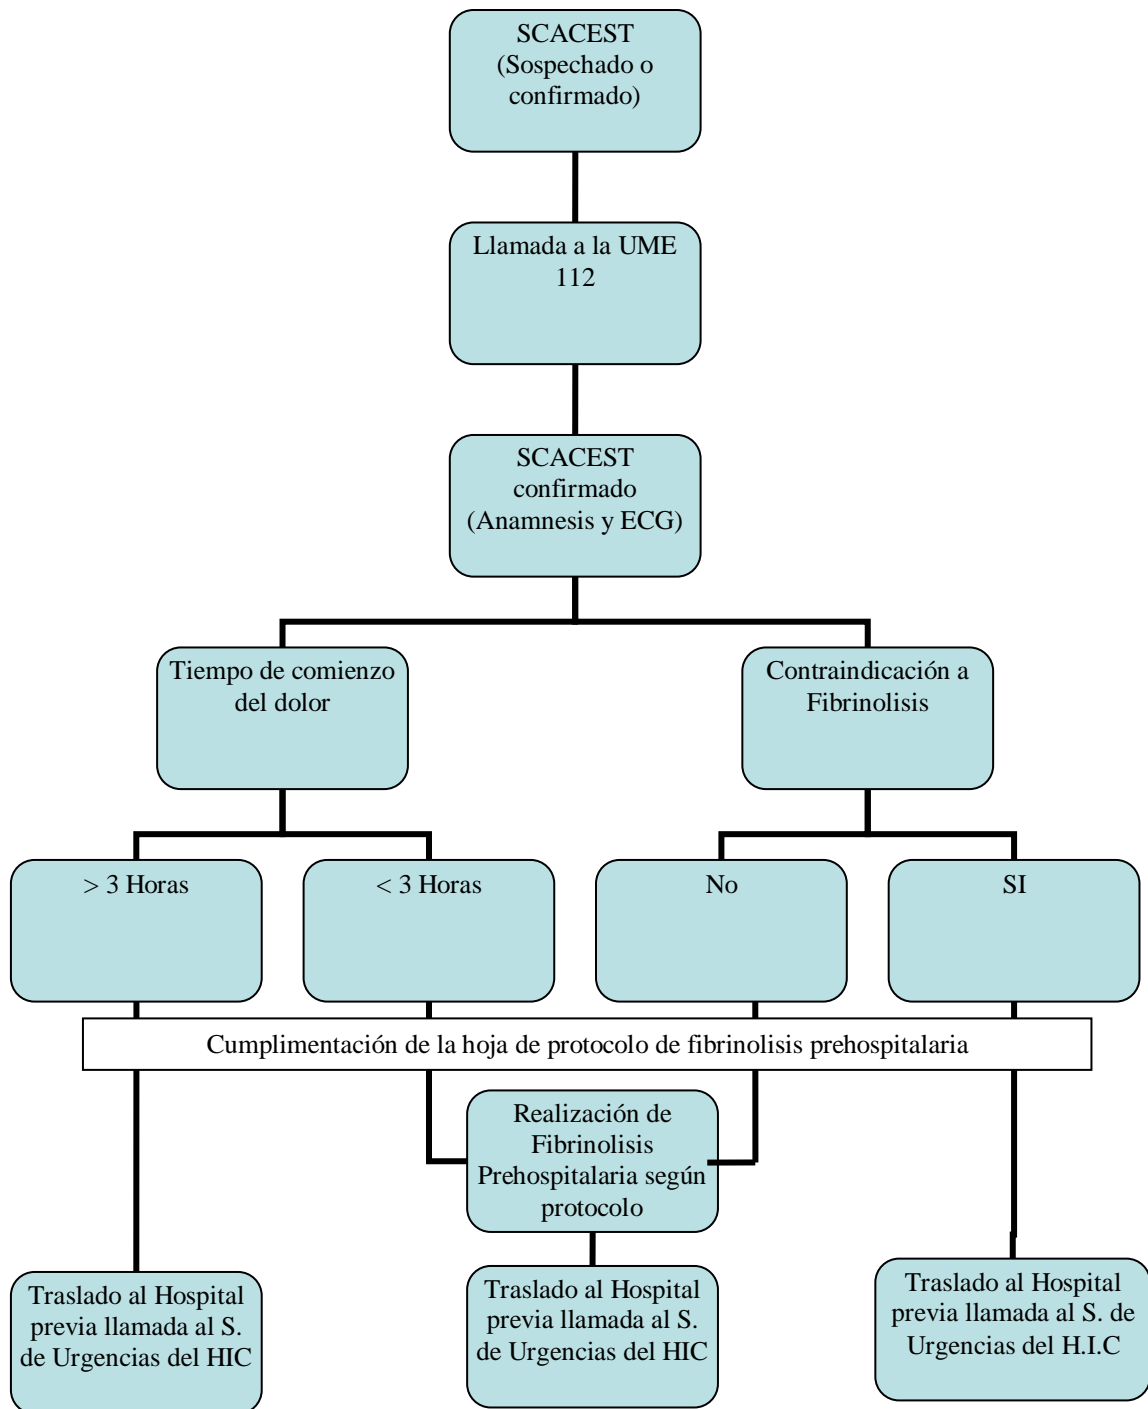 SCACEST
(Sospechado o
confirmado)
Llamada a la UME
112
SCACEST
confirmado
(Anamnesis y ECG)
Tiempo de comienzo
del dolor
Contraindicación a
Fibrinolisis
> 3 Horas
< 3 Horas
No
SI
Cumplimentación de la hoja de protocolo de fibrinolisis prehospitalaria
Realización de
Fibrinolisis
Prehospitalaria según
protocolo
Traslado al Hospital
previa llamada al S.
de Urgencias del HIC
Traslado al Hospital
previa llamada al S.
de Urgencias del HIC
Traslado al Hospital
previa llamada al S. de
Urgencias del H.I.C